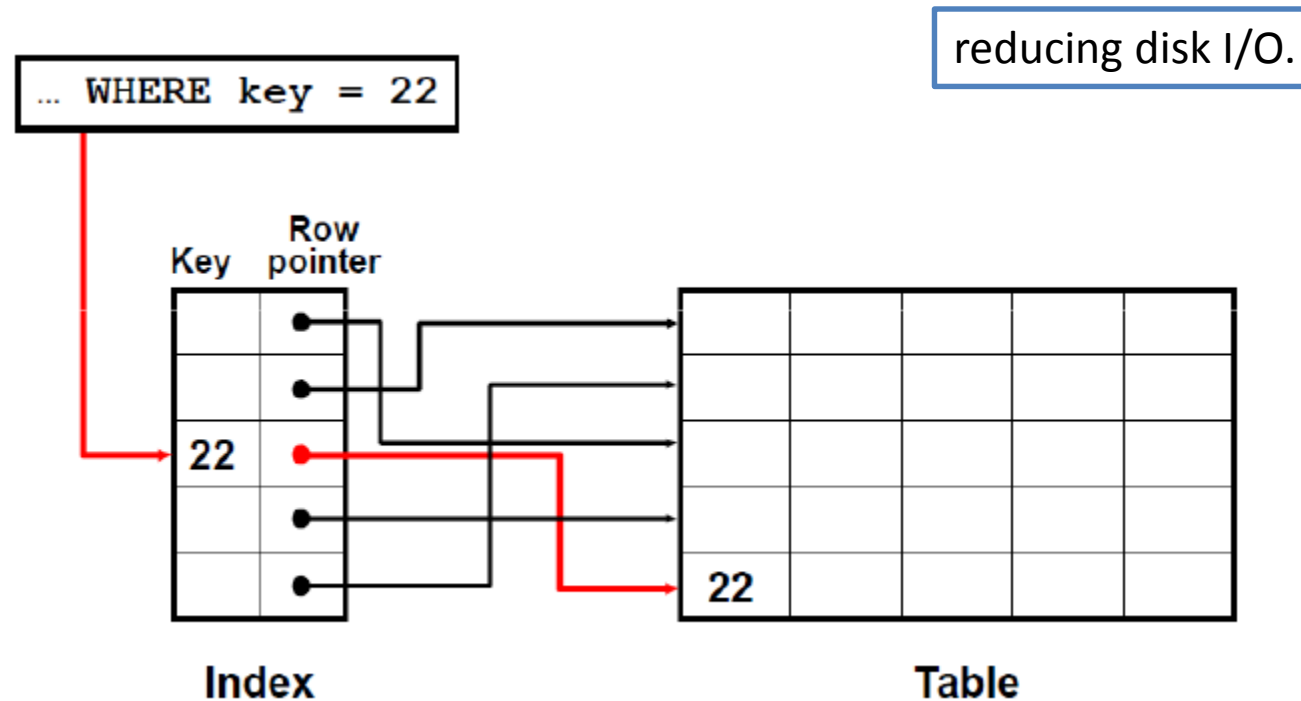 reducing disk I/O.
... WHERE key = 22
Row
Key pointer
22
22
Index
Table